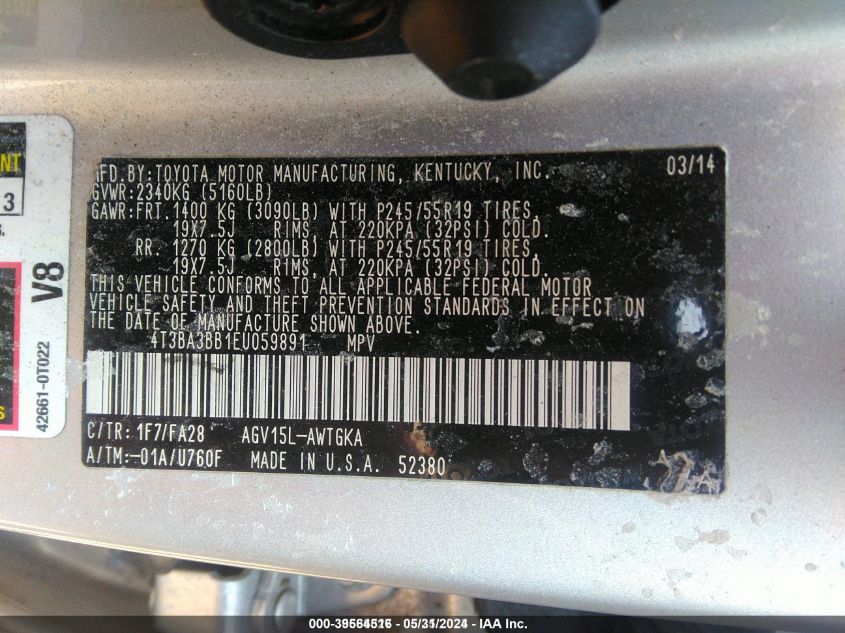 MFD.BY:TOYOTA MOTOR MANUFACTURING, KENTUCKY, INC. 03/14
GVWR:2340KG (5160LB)
GAWR:FRT.1400 KG (3090LB) WITH P245/55R19 TIRES,
19X7.5J RIMS, AT 220KPA (32PSI) COLD.
RR. 1270 KG (2800LB) WITH P245/55R19 TIRES,
19X7.5J RIMS, AT 220KPA (32PSI) COLD.
THIS VEHICLE CONFORMS TO ALL APPLICABLE FEDERAL MOTOR
VEHICLE SAFETY AND THEFT PREVENTION STANDARDS IN EFFECT ON
THE DATE OF MANUFACTURE SHOWN ABOVE.
4T3BA3BB1EU059891 MPV
C/TR: 1F7/FA28 AGV15L-AWTGKA
A/TM:-01A/U760F MADE IN U.S.A. 52380
3
V8
42661-0T022
000-39564516 - 05/31/2024 - IAA Inc.